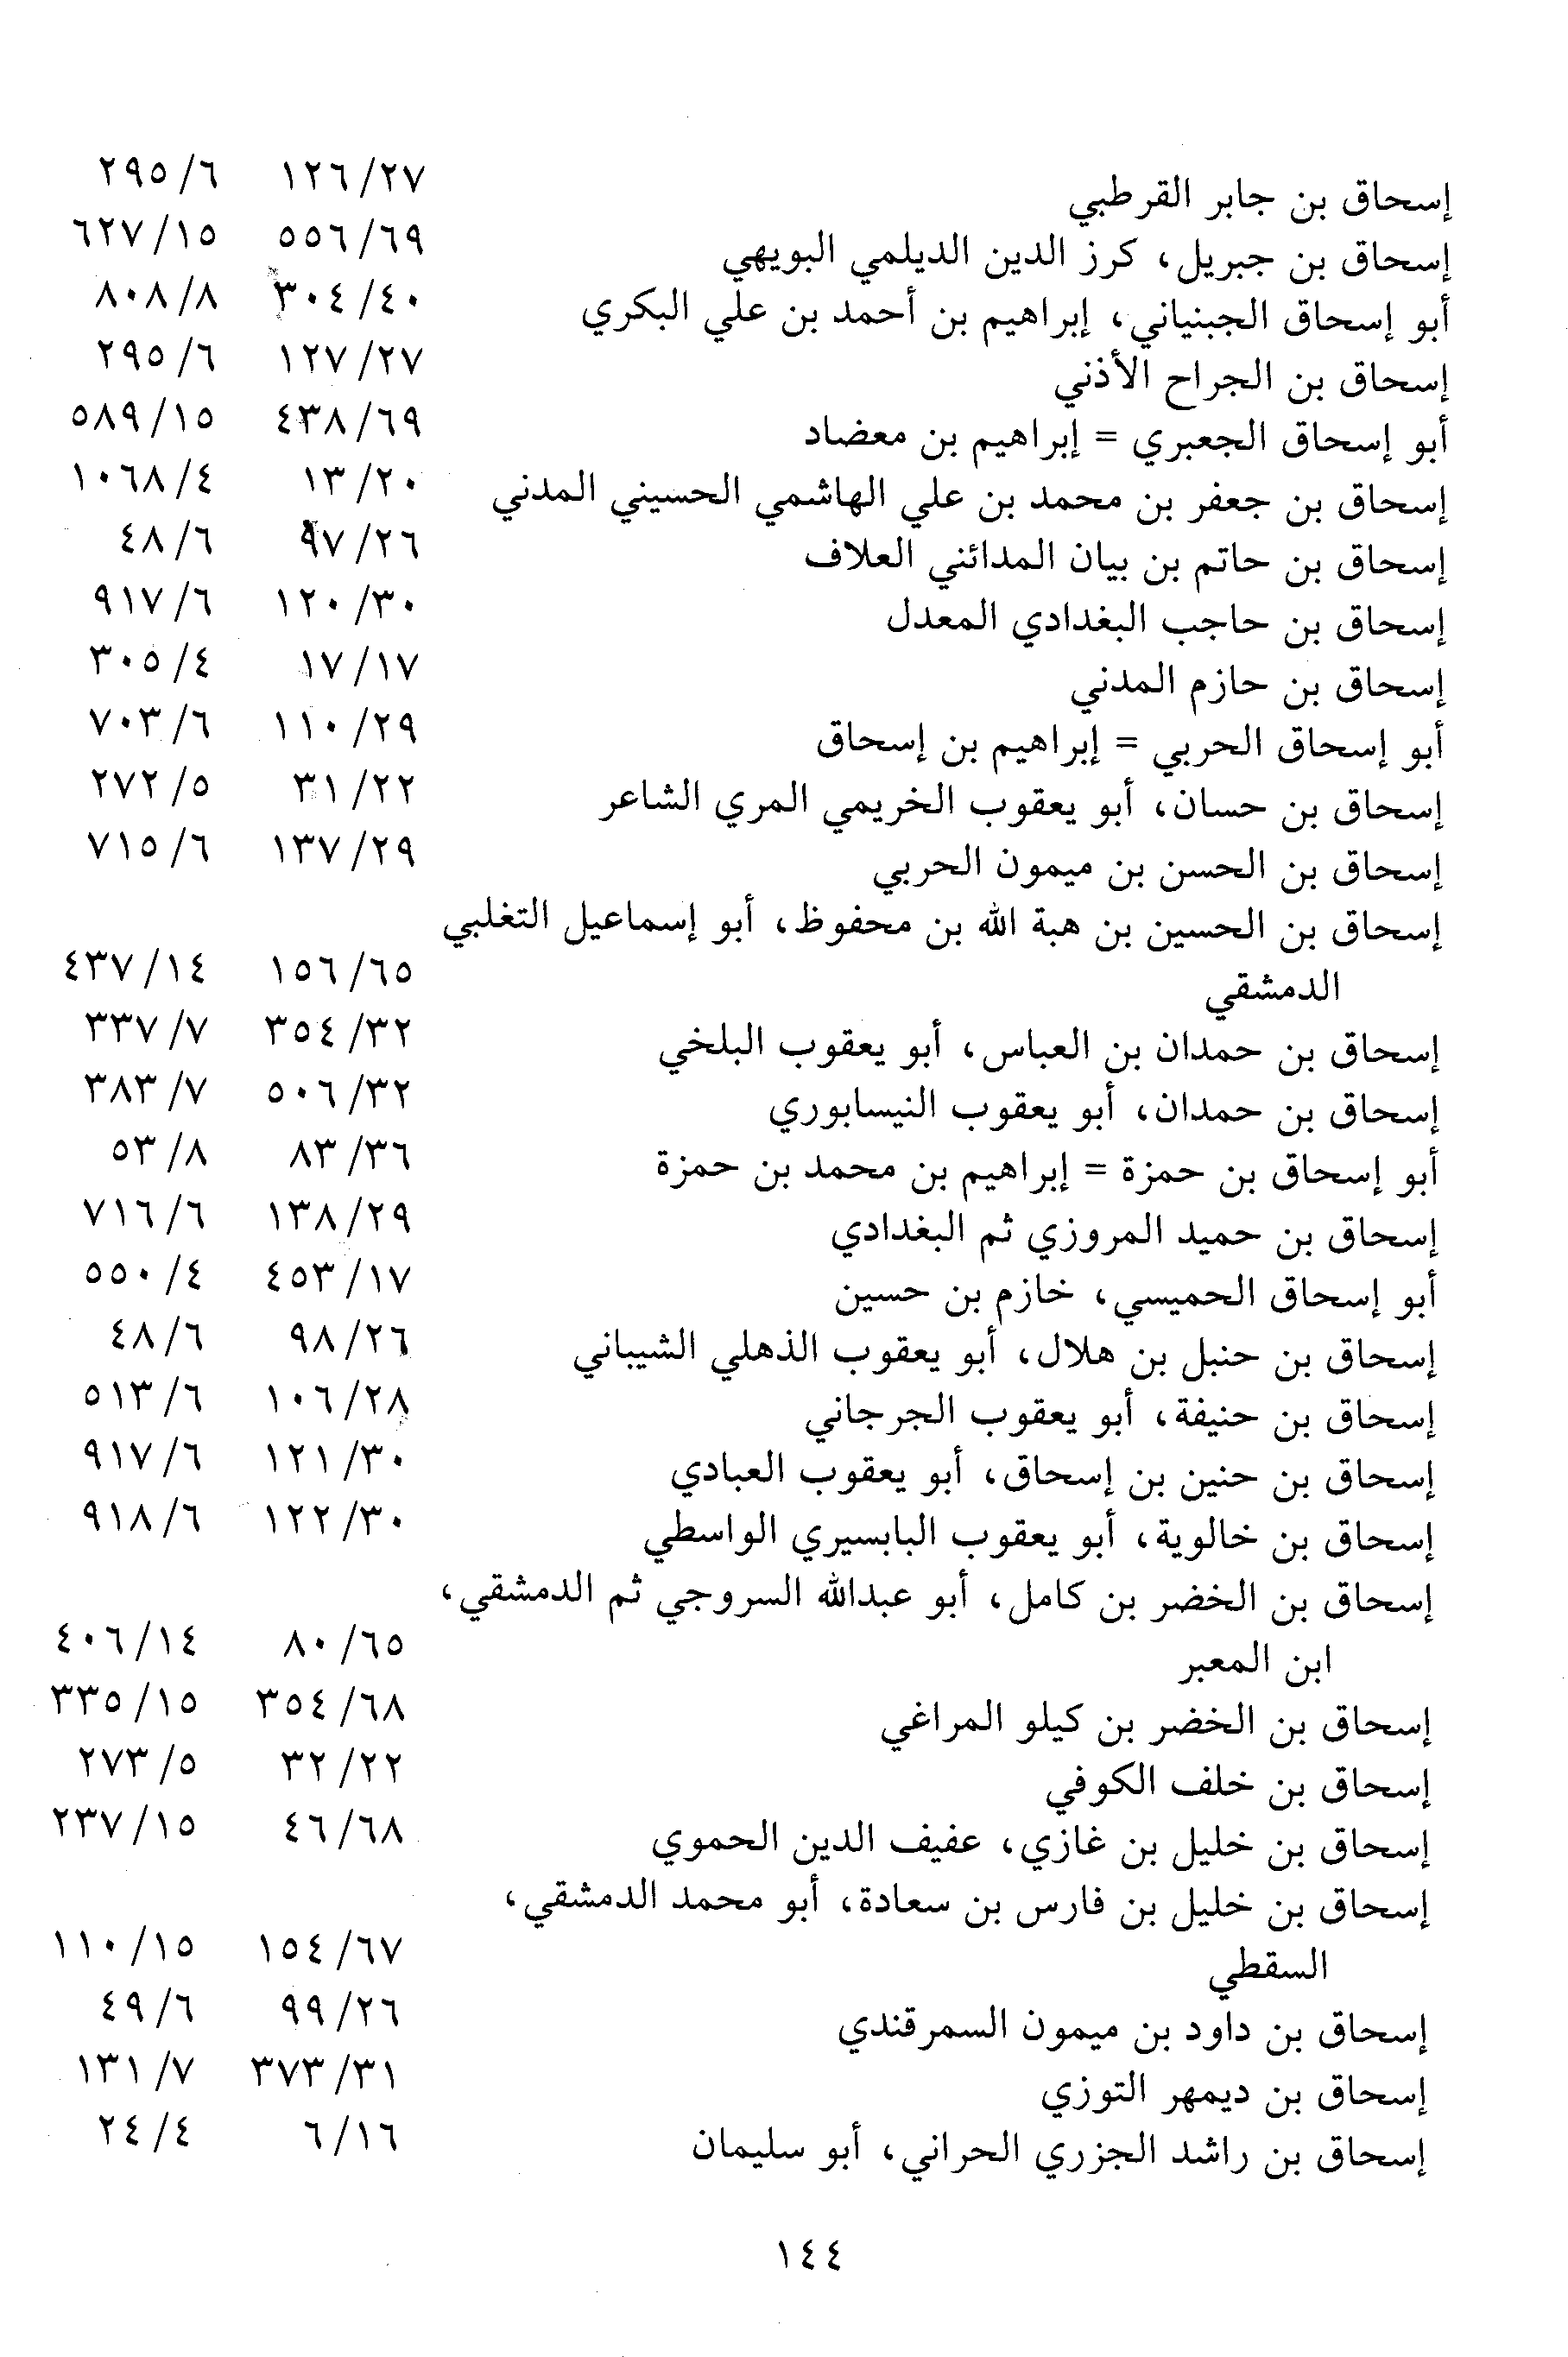 إسحاق بن جابر القرطبي ١٢٦/٢٧ ٢٩٥/٦
إسحاق بن جبريل، كرز الدين الديلمي البويهي ٥٥٦/٦٩ ٦٢٧/١٥
أبو إسحاق الجبنياني، إبراهيم بن أحمد بن علي البكري ٣٠٤/٤٠ ٨٠٨/٨
إسحاق بن الجراح الأذني ١٢٧/٢٧ ٢٩٥/٦
أبو إسحاق الجعبري = إبراهيم بن معضاد ٤٣٨/٦٩ ٥٨٩/١٥
إسحاق بن جعفر بن محمد بن علي الهاشمي الحسيني المدني ١٣/٢٠ ١٠٦٨/٤
إسحاق بن حاتم بن بيان المدائني العلاف ٩٧/٢٦ ٤٨/٦
إسحاق بن حاجب البغدادي المعدل ١٢٠/٣٠ ٩١٧/٦
إسحاق بن حازم المدني ١٧/١٧ ٣٠٥/٤
أبو إسحاق الحربي = إبراهيم بن إسحاق ١١٠/٢٩ ٧٠٣/٦
إسحاق بن حسان، أبو يعقوب الخريمي المري الشاعر ٣١/٢٢ ٢٧٢/٥
إسحاق بن الحسن بن ميمون الحربي ١٣٧/٢٩ ٧١٥/٦
إسحاق بن الحسين بن هبة الله بن محفوظ، أبو إسماعيل التغلبي
الدمشقي ١٥٦/٦٥ ٤٣٧/١٤
إسحاق بن حمدان بن العباس، أبو يعقوب البلخي ٣٥٤/٣٢ ٣٣٧/٧
إسحاق بن حمدان، أبو يعقوب النيسابوري ٥٠٦/٣٢ ٣٨٣/٧
أبو إسحاق بن حمزة = إبراهيم بن محمد بن حمزة ٨٣/٣٦ ٥٣/٨
إسحاق بن حميد المروزي ثم البغدادي ١٣٨/٢٩ ٧١٦/٦
أبو إسحاق الحميسي، خازم بن حسين ٤٥٣/١٧ ٥٥٠/٤
إسحاق بن حنبل بن هلال، أبو يعقوب الذهلي الشيباني ٩٨/٢٦ ٤٨/٦
إسحاق بن حنيفة، أبو يعقوب الجرجاني ١٠٦/٢٨ ٥١٣/٦
إسحاق بن حنين بن إسحاق، أبو يعقوب العبادي ١٢١/٣٠ ٩١٧/٦
إسحاق بن خالوية، أبو يعقوب البابسيري الواسطي ١٢٢/٣٠ ٩١٨/٦
إسحاق بن الخضر بن كامل، أبو عبدالله السروجي ثم الدمشقي،
ابن المعبر ٨٠/٦٥ ٤٠٦/١٤
إسحاق بن الخضر بن كيلو المراغي ٣٥٤/٦٨ ٣٣٥/١٥
إسحاق بن خلف الكوفي ٣٢/٢٢ ٢٧٣/٥
إسحاق بن خليل بن غازي، عفيف الدين الحموي ٤٦/٦٨ ٢٣٧/١٥
إسحاق بن خليل بن فارس بن سعادة، أبو محمد الدمشقي،
السقطي ١٥٤/٦٧ ١١٠/١٥
إسحاق بن داود بن ميمون السمرقندي ٩٩/٢٦ ٤٩/٦
إسحاق بن ديمهر التوزي ٣٧٣/٣١ ١٣١/٧
إسحاق بن راشد الجزري الحراني، أبو سليمان ٦/١٦ ٢٤/٤
١٤٤